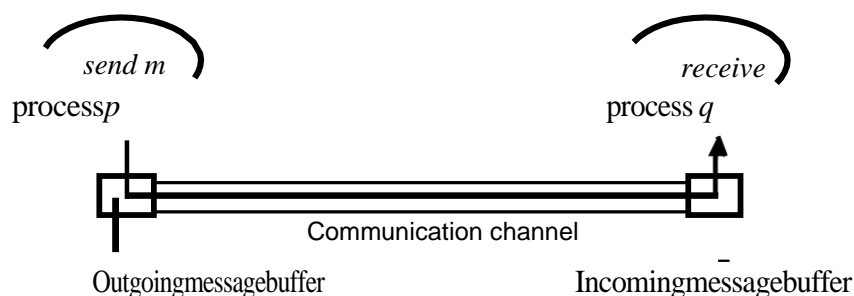 send m receive
processp process q
Communication channel
Outgoingmessagebuffer Incomingmessagebuffer